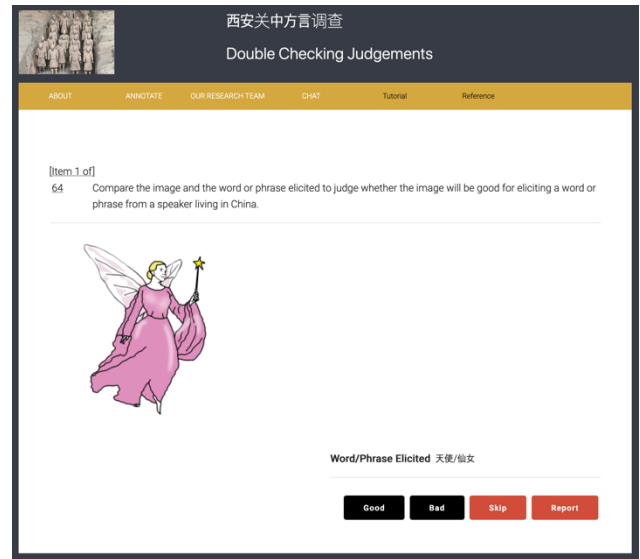 西安关中方言调查
Double Checking Judgements
ABOUT ANNOTATE OUR RESEARCH TEAM CHAT Tutorial Reference
[Item 1 of]
64 Compare the image and the word or phrase elicited to judge whether the image will be good for eliciting a word or
phrase from a speaker living in China.
Word/Phrase Elicited 天使/仙女
Good Bad Skip Report